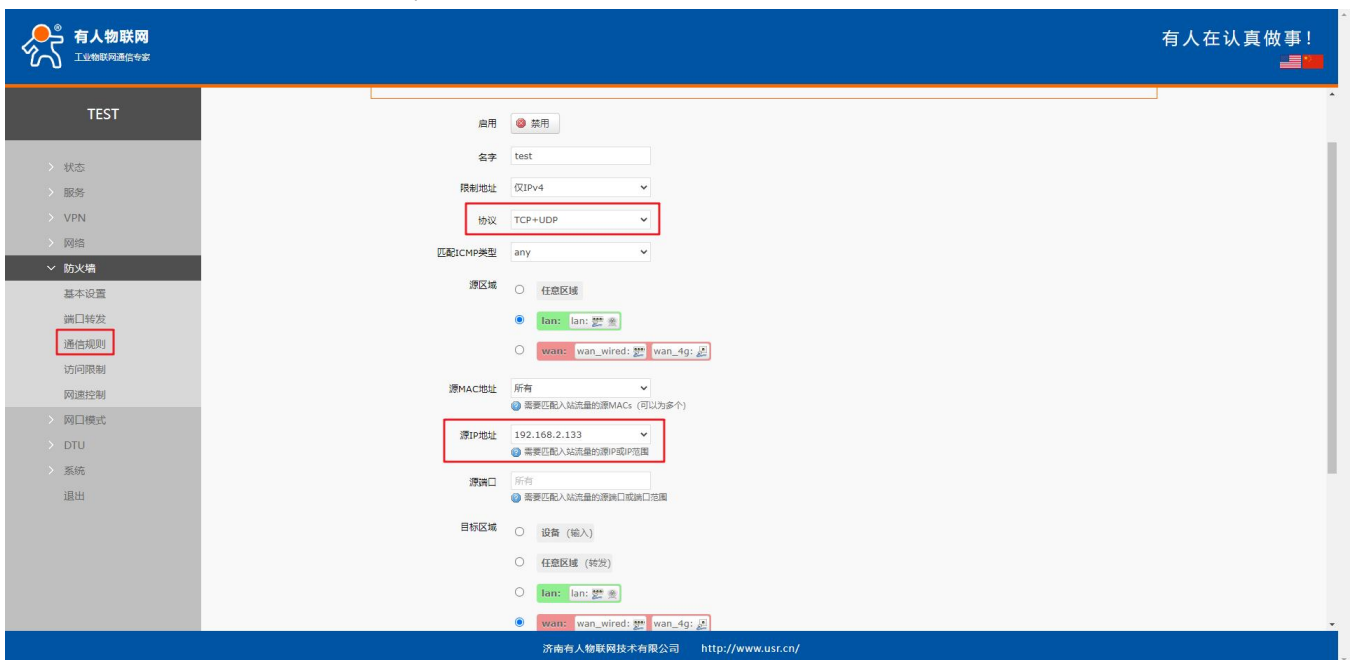 有人物联网
工业物联网通信专家
有人在认真做事!
TEST
状态
服务
VPN
网络
防火墙
基本设置
端口转发
通信规则
访问限制
网速控制
网口模式
DTU
系统
退出
启用 禁用
名字 test
限制地址 仅IPv4
协议 TCP+UDP
匹配ICMP类型 any
源区域 任意区域
lan: lan:
wan: wan_wired: wan_4g:
源MAC地址 所有
需要匹配入站流量的源MACs（可以为多个）
源IP地址 192.168.2.133
需要匹配入站流量的源IP或IP范围
源端口 所有
需要匹配入站流量的源端口或端口范围
目标区域 设备（输入）
任意区域（转发）
lan: lan:
wan: wan_wired: wan_4g:
济南有人物联网技术有限公司 http://www.usr.cn/